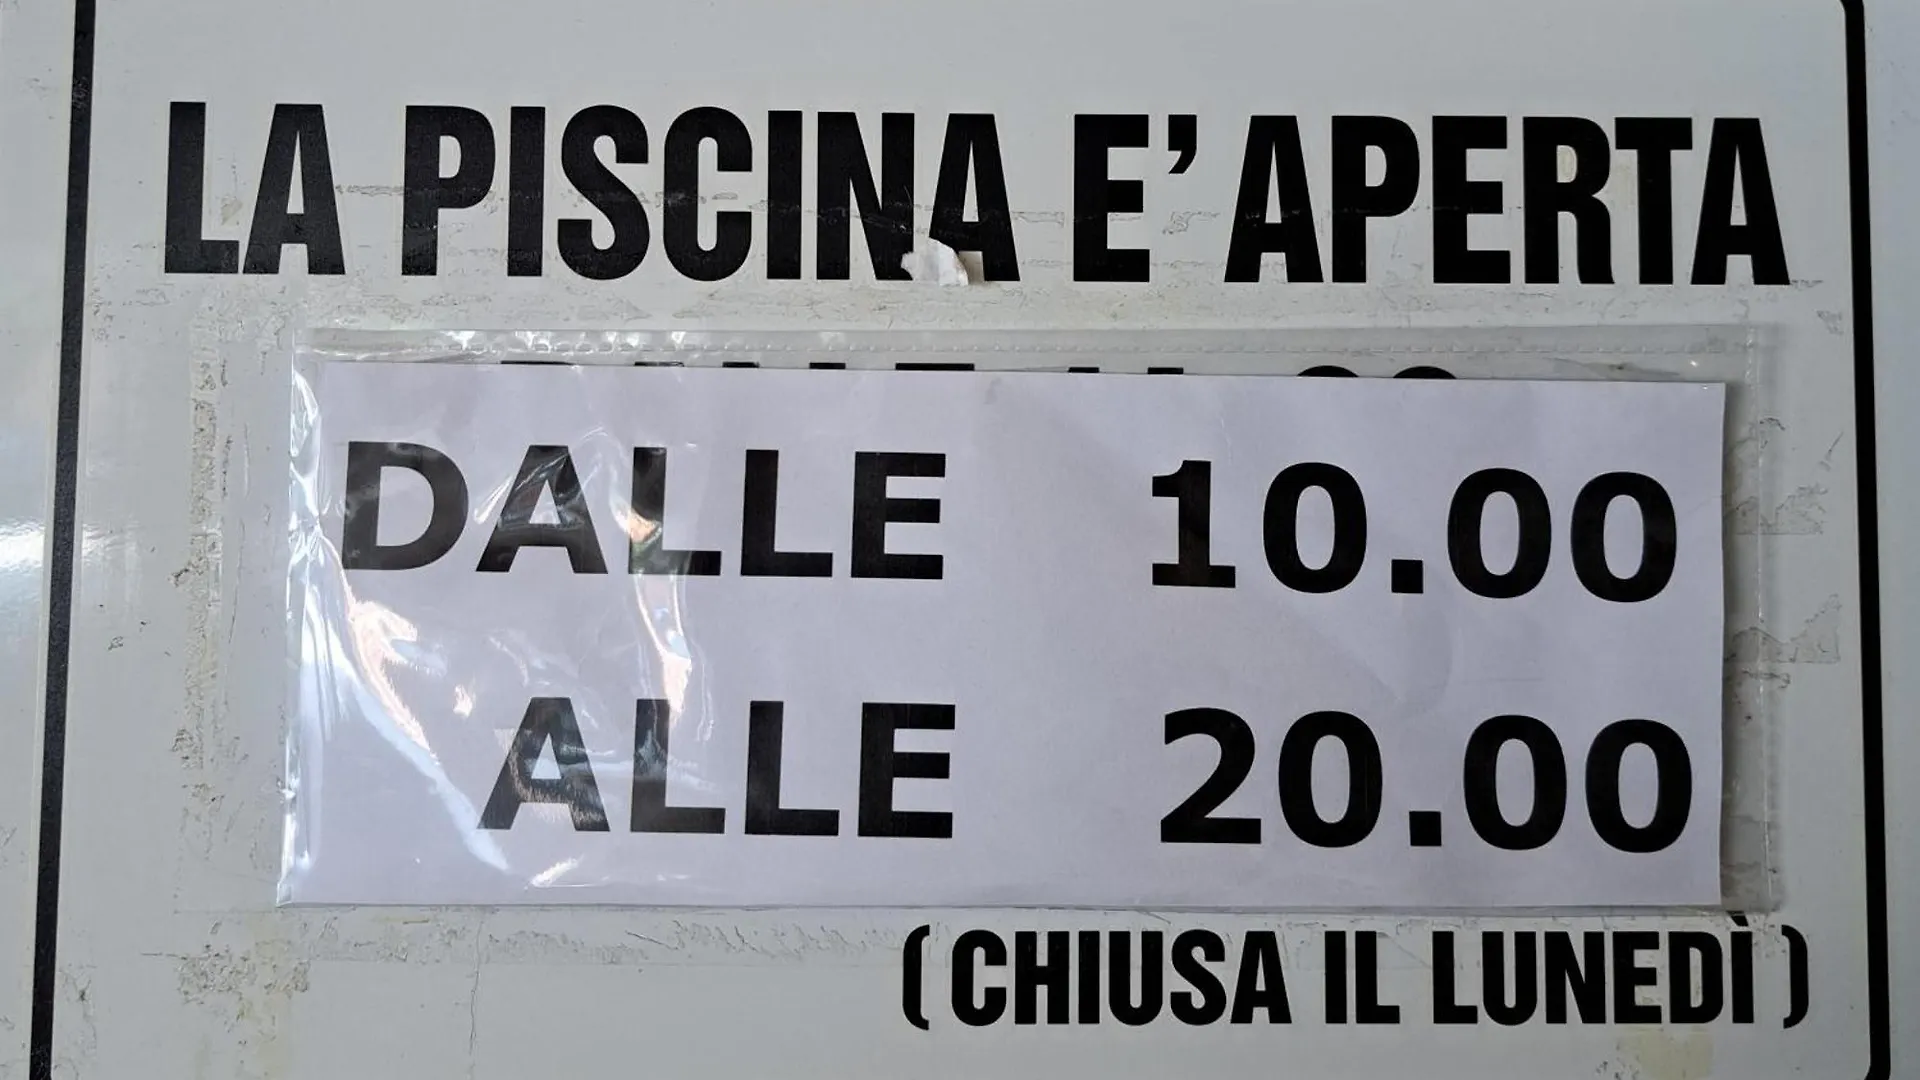 LA PISCINA E' APERTA
DALLE 10.00
ALLE 20.00
( CHIUSA IL LUNEDÌ )